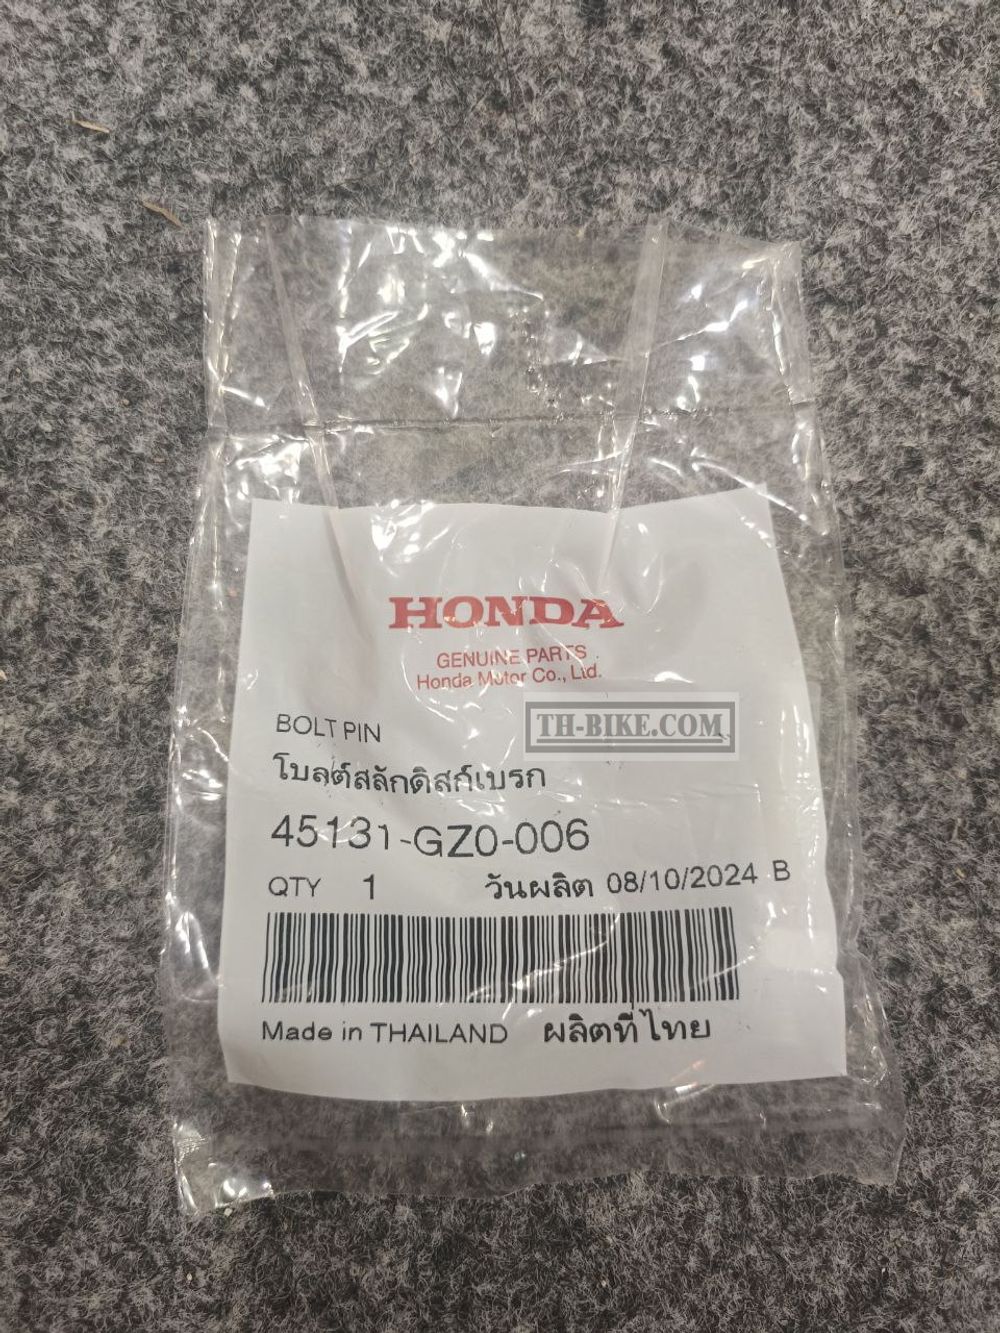 HONDA
GENUINE PARTS
Honda Motor Co., Ltd.
TH-BIKE.COM
BOLT PIN
โบลต์สลักดิสก์เบรก
45131-GZ0-006
QTY 1 วันผลิต 08/10/2024 B
Made in THAILAND ผลิตที่ไทย